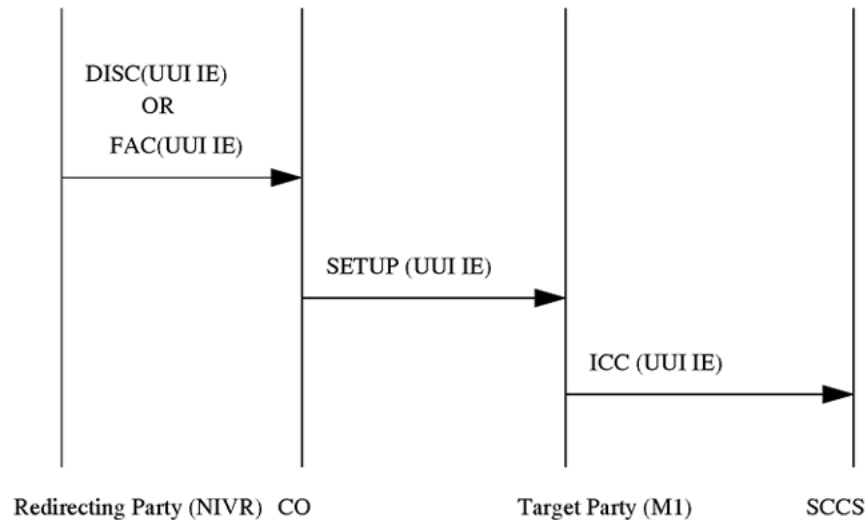 DISC(UUI IE)
OR
FAC(UUI IE)
SETUP (UUI IE)
ICC (UUI IE)
Redirecting Party (NIVR) CO Target Party (M1) SCCS